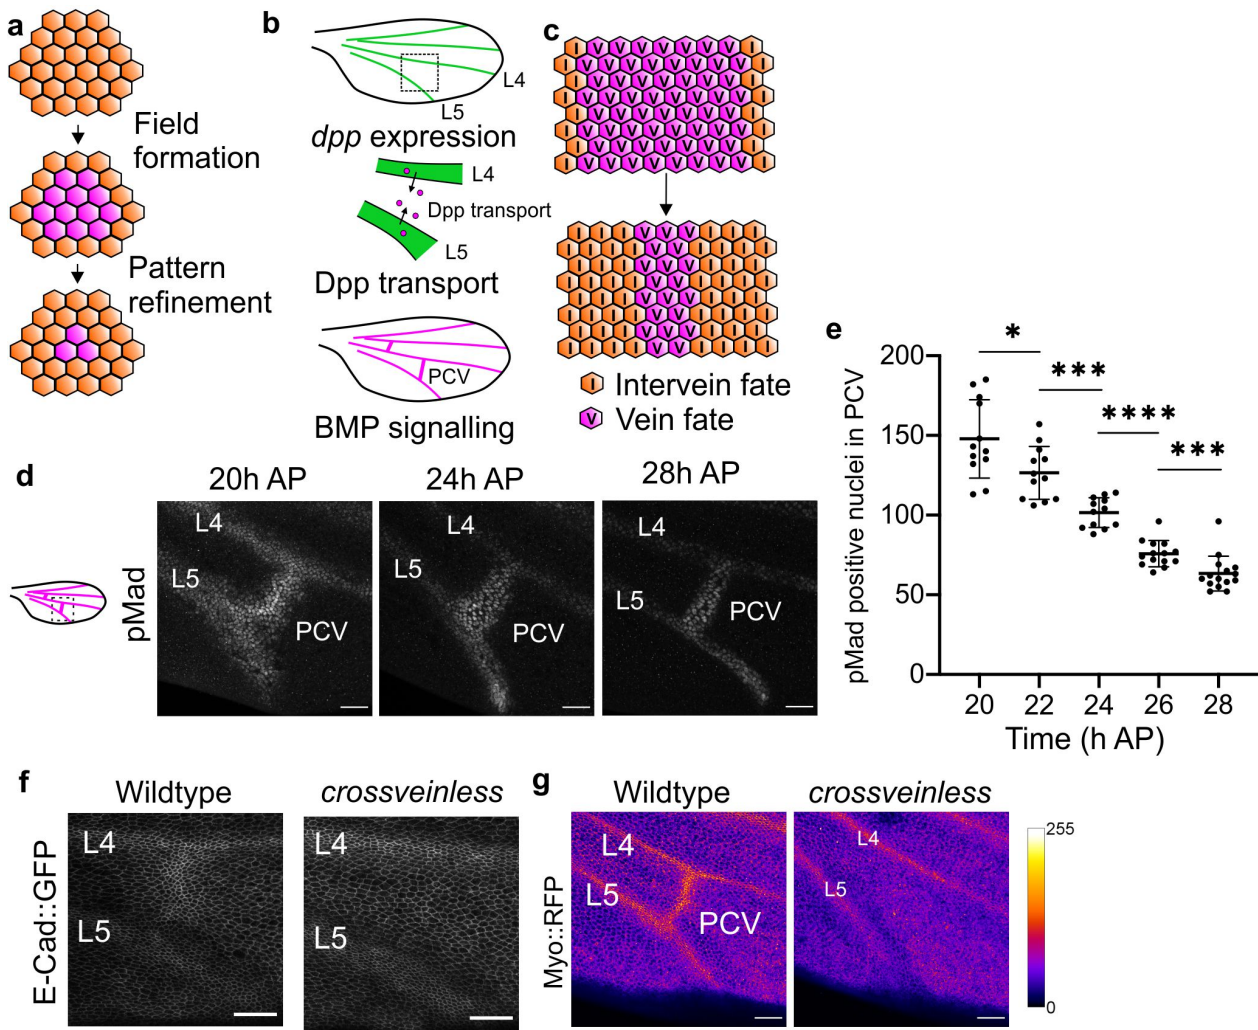 a
Field
formation
Pattern
refinement
b
L4
L5
dpp expression
L4
Dpp transport
L5
Dpp transport
PCV
BMP signalling
c
I V V V V V V V I
I V V V V V V V I
I V V V V V V V I
I V V V V V V V I
I V V V V V V V I
I V V V V V V V I
I V V V V V V V I
I V V V V V V V I
I I I I V V V I I I I
I I I I V V V I I I I
I I I I V V V I I I I
I I I I V V V I I I I
I I I I V V V I I I I
I I I I V V V I I I I
I I I I V V V I I I I
I I I I V V V I I I I
I Intervein fate
V Vein fate
d
20h AP
24h AP
28h AP
pMad
L4
L5
PCV
L4
L5
PCV
L4
L5
PCV
e
pMad positive nuclei in PCV
200
150
100
50
0
* *** **** ***
20 22 24 26 28
Time (h AP)
f
Wildtype
crossveinless
E-Cad::GFP
L4
L5
L4
L5
g
Wildtype
crossveinless
Myo::RFP
L4
L5
PCV
L4
L5
255
0